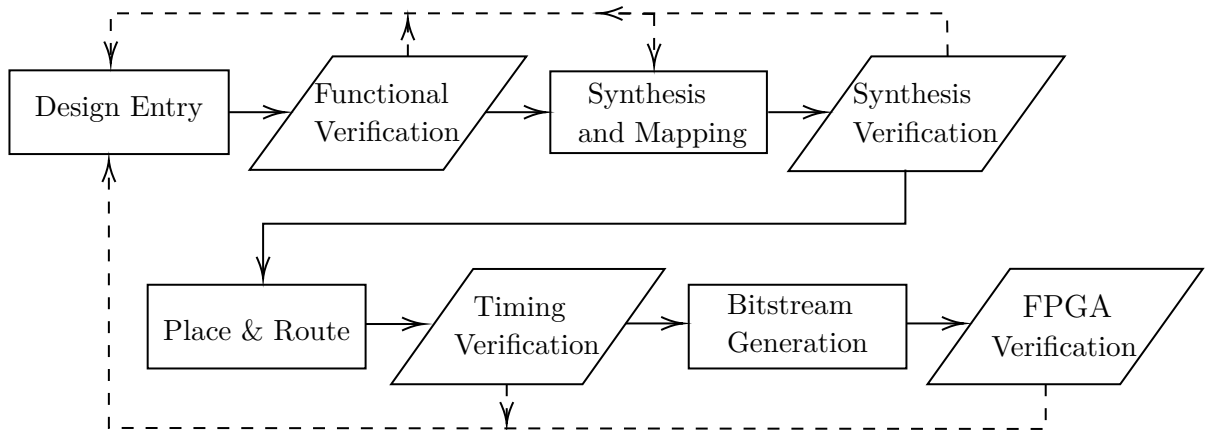 Design Entry
Functional
Verification
Synthesis
and Mapping
Synthesis
Verification
Place & Route
Timing
Verification
Bitstream
Generation
FPGA
Verification